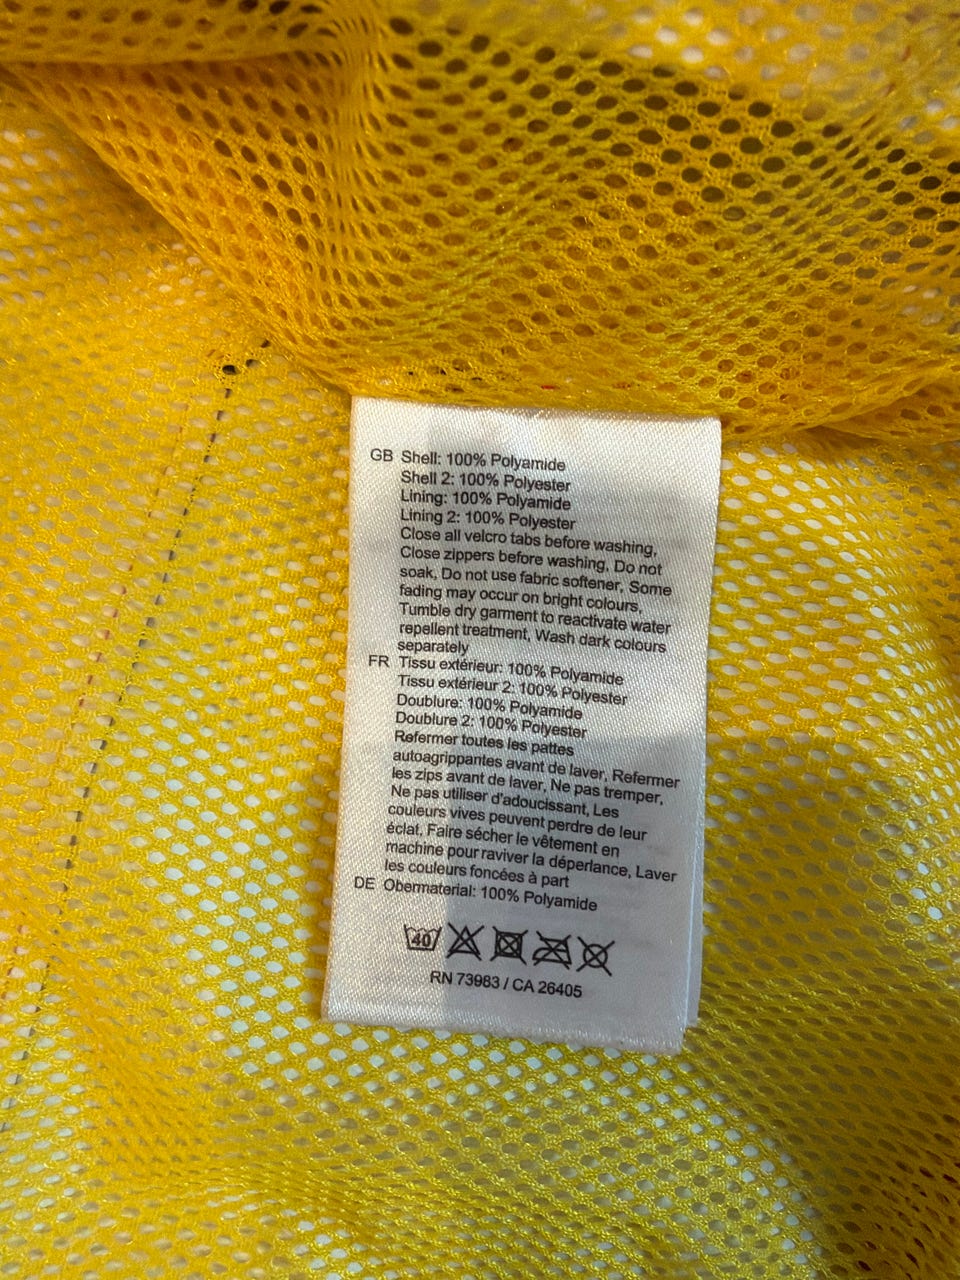 GB Shell: 100% Polyamide
Shell 2: 100% Polyester
Lining: 100% Polyamide
Lining 2: 100% Polyester
Close all velcro tabs before washing,
Close zippers before washing, Do not
soak, Do not use fabric softener, Some
fading may occur on bright colours,
Tumble dry garment to reactivate water
repellent treatment, Wash dark colours
separately
FR Tissu extérieur: 100% Polyamide
Tissu extérieur 2: 100% Polyester
Doublure: 100% Polyamide
Doublure 2: 100% Polyester
Refermer toutes les pattes
autoagrippantes avant de laver, Refermer
les zips avant de laver, Ne pas tremper,
Ne pas utiliser d'adoucissant, Les
couleurs vives peuvent perdre de leur
éclat, Faire sécher le vêtement en
machine pour raviver la déperlance, Laver
les couleurs foncées à part
DE Obermaterial: 100% Polyamide
40
RN 73983 / CA 26405